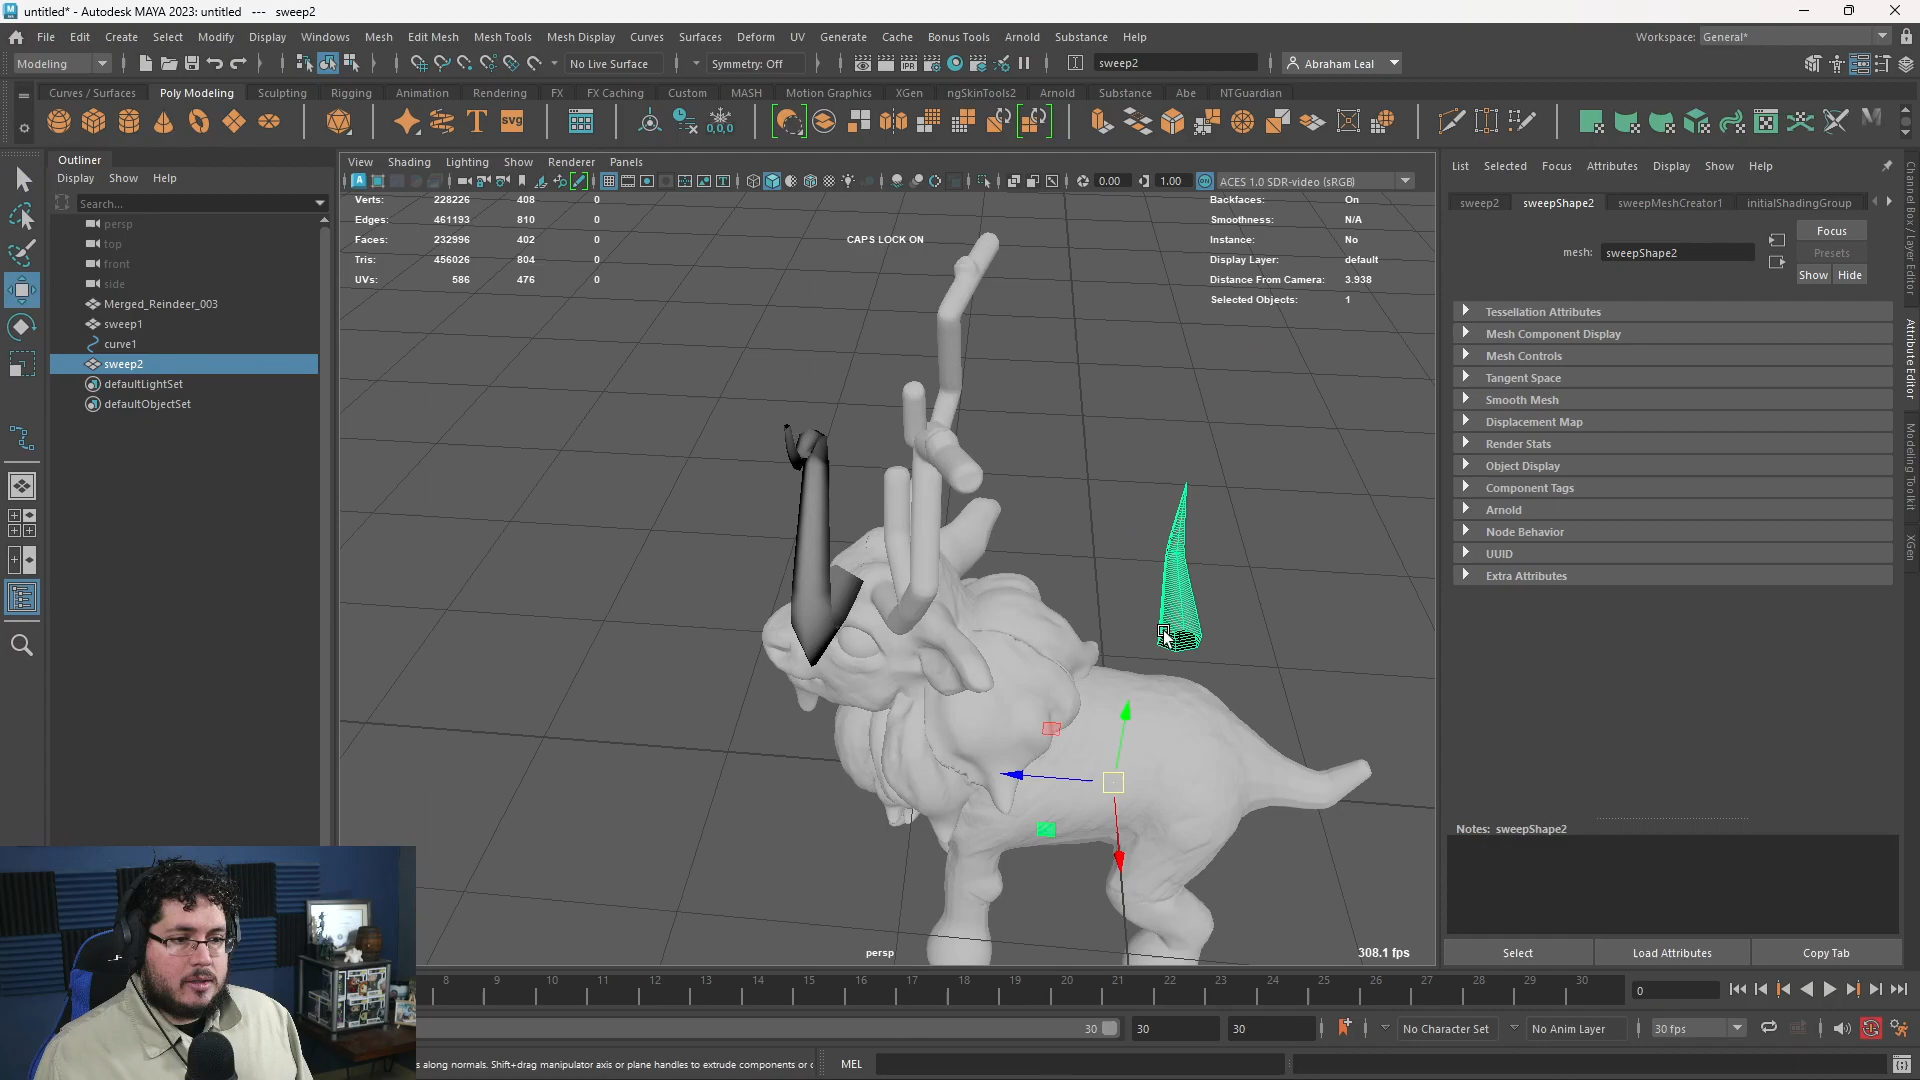 untitled* - Autodesk MAYA 2023: untitled --- sweep2
File Edit Create Select Modify Display Windows Mesh Edit Mesh Mesh Tools Mesh Display Curves Surfaces Deform UV Generate Cache Bonus Tools Arnold Substance Help
Workspace: General*
Modeling
No Live Surface
Symmetry: Off
sweep2
Abraham Leal
Curves / Surfaces Poly Modeling Sculpting Rigging Animation Rendering FX FX Caching Custom MASH Motion Graphics XGen ngSkinTools2 Arnold Substance Abe NTGuardian
Outliner
Display Show Help
Search...
persp
top
front
side
Merged_Reindeer_003
sweep1
curve1
sweep2
defaultLightSet
defaultObjectSet
View Shading Lighting Show Renderer Panels
0.00 1.00 ACES 1.0 SDR-video (sRGB)
Verts: 228226 408 0
Edges: 461193 810 0
Faces: 232996 402 0
Tris: 456026 804 0
UVs: 586 476 0
CAPS LOCK ON
Backfaces: On
Smoothness: N/A
Instance: No
Display Layer: default
Distance From Camera: 3.938
Selected Objects: 1
persp
308.1 fps
List Selected Focus Attributes Display Show Help
sweep2 sweepShape2 sweepMeshCreator1 initialShadingGroup
mesh: sweepShape2
Focus
Presets
Show Hide
Tessellation Attributes
Mesh Component Display
Mesh Controls
Tangent Space
Smooth Mesh
Displacement Map
Render Stats
Object Display
Component Tags
Arnold
Node Behavior
UUID
Extra Attributes
Notes: sweepShape2
Select Load Attributes Copy Tab
Channel Box / Layer Editor
Attribute Editor
Modeling Toolkit
XGen
8 9 10 11 12 13 14 15 16 17 18 19 20 21 22 23 24 25 26 27 28 29 30
0
30
30
30
No Character Set
No Anim Layer
30 fps
s along normals. Shift+drag manipulator axis or plane handles to extrude components or c
MEL